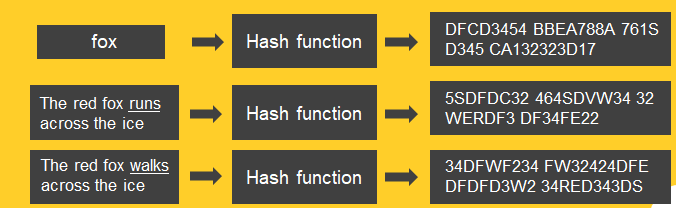 fox
Hash function
DFCD3454 BBEA788A 761S
D345 CA132323D17
The red fox runs
across the ice
Hash function
5SDFDC32 464SDVW34 32
WERDF3 DF34FE22
The red fox walks
across the ice
Hash function
34DFWF234 FW32424DFE
DFDFD3W2 34RED343DS